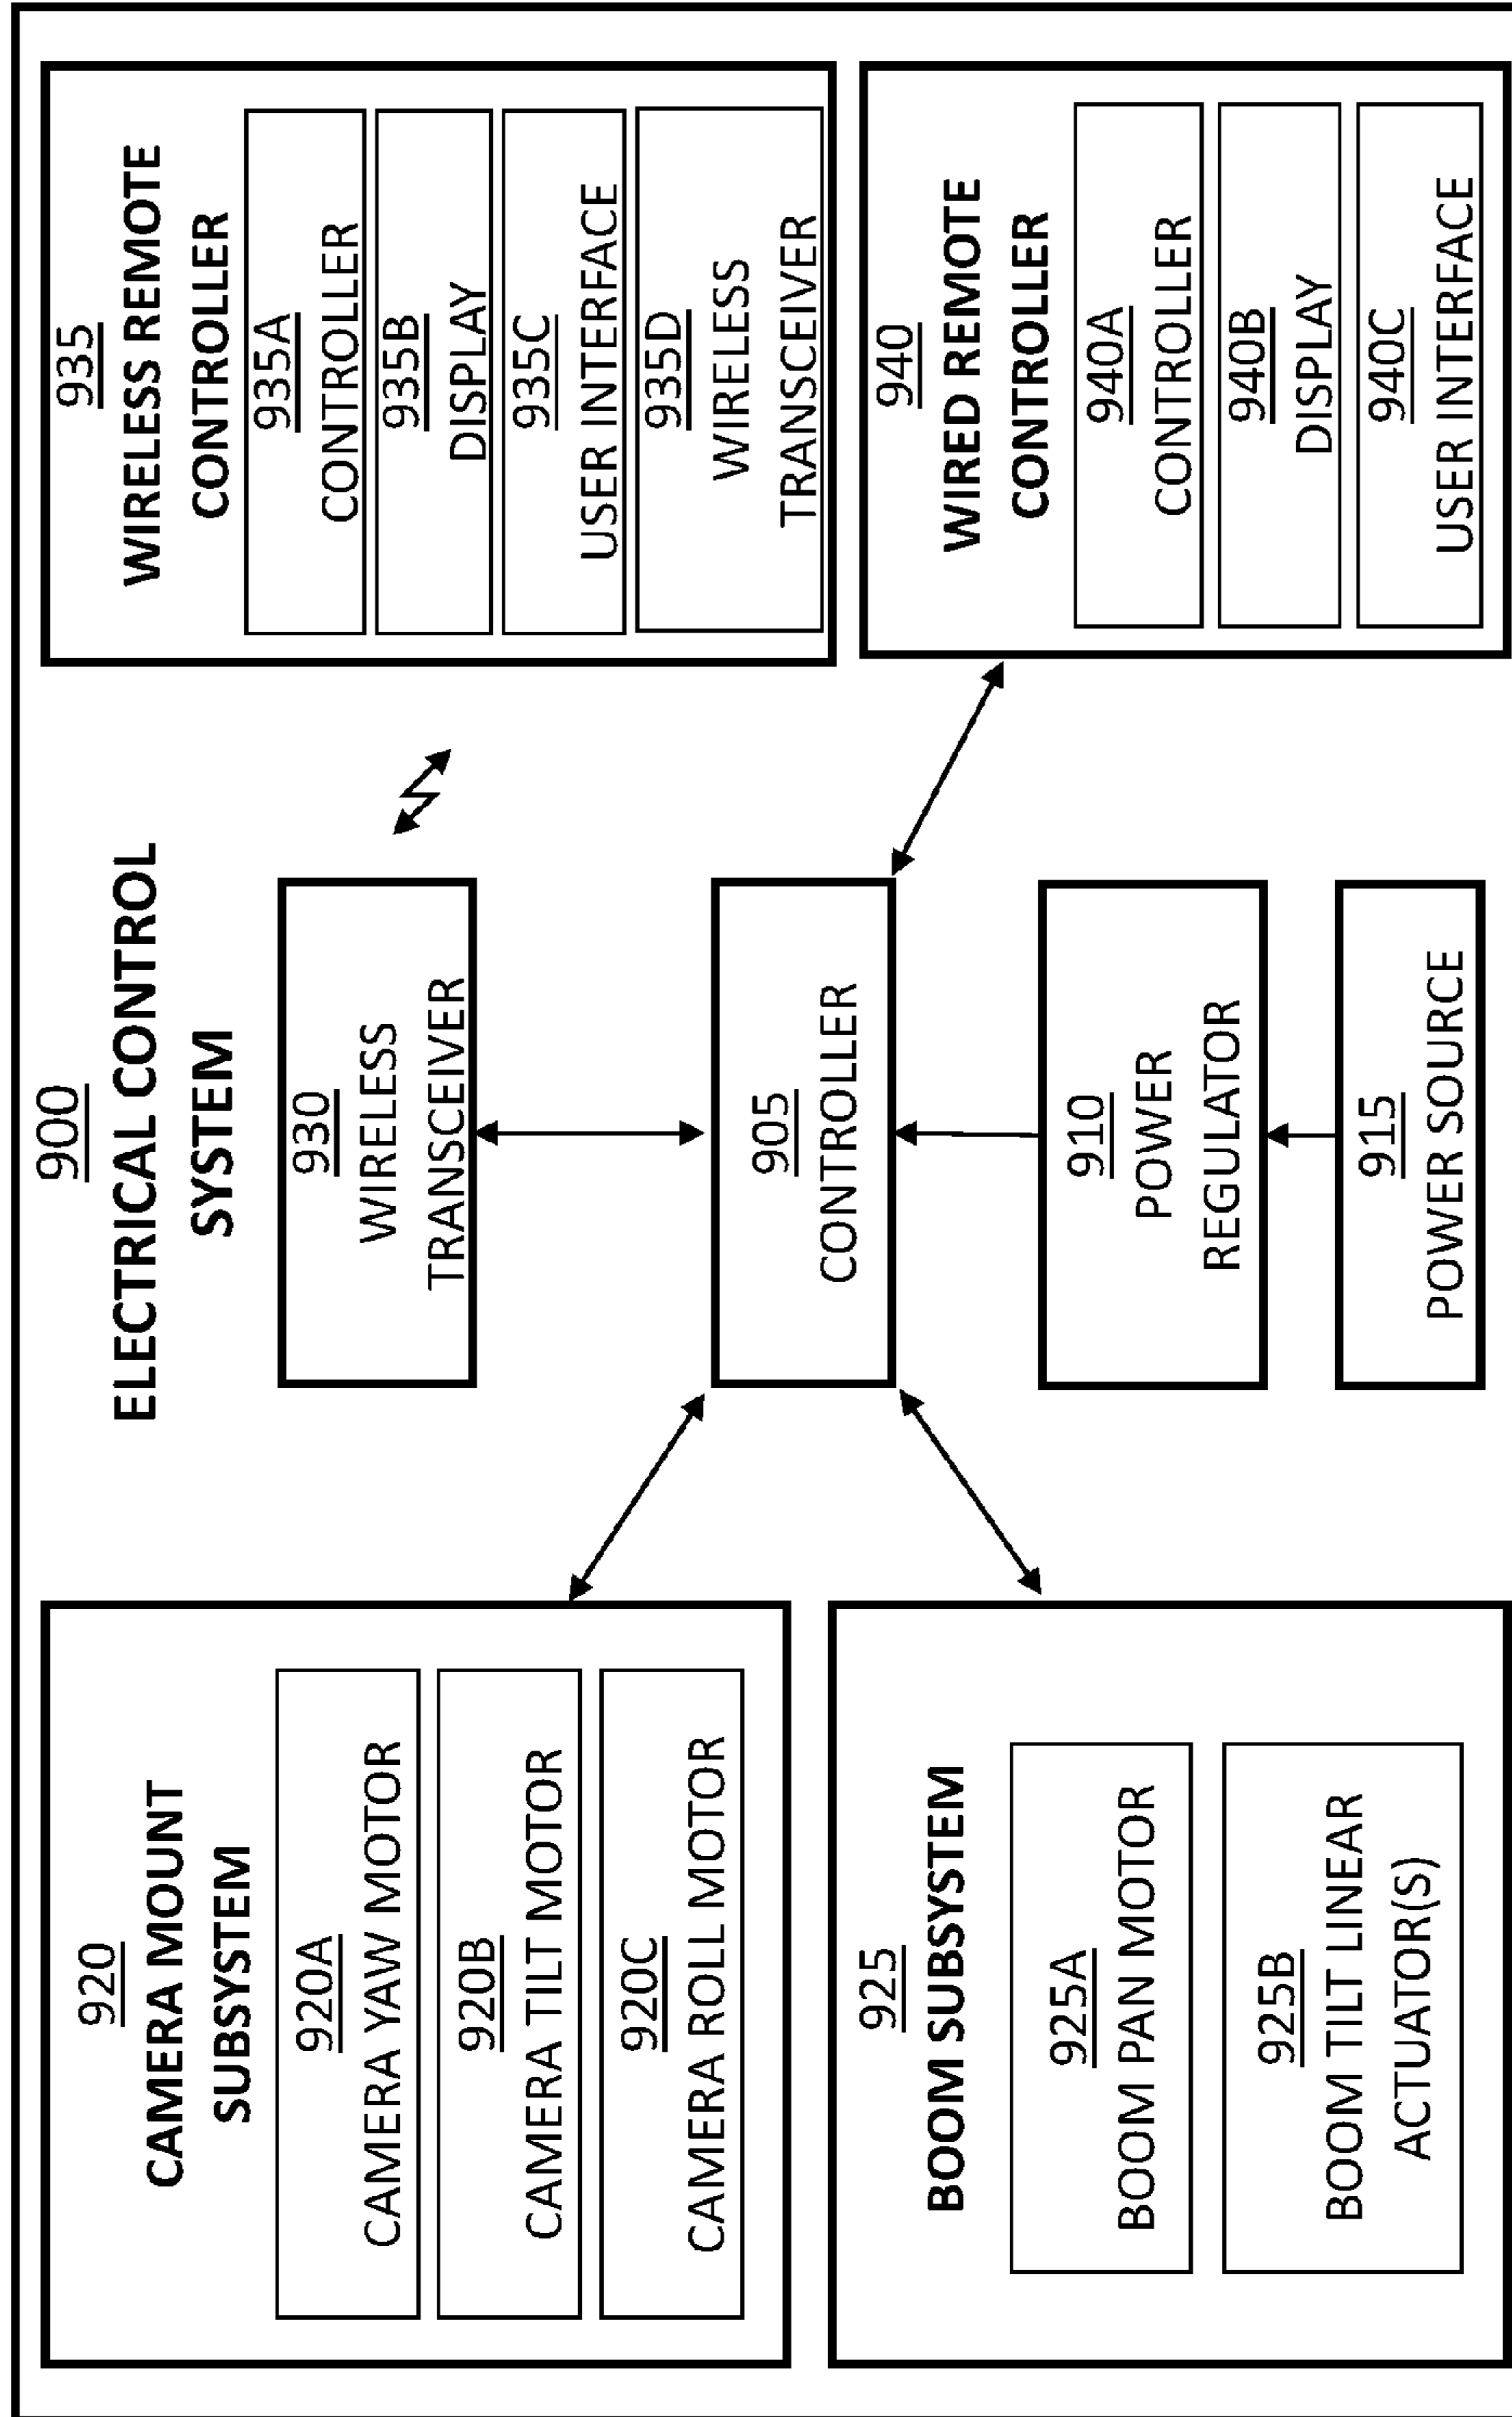 900
ELECTRICAL CONTROL
SYSTEM
920
CAMERA MOUNT
SUBSYSTEM
920A
CAMERA YAW MOTOR
920B
CAMERA TILT MOTOR
920C
CAMERA ROLL MOTOR
925
BOOM SUBSYSTEM
925A
BOOM PAN MOTOR
925B
BOOM TILT LINEAR
ACTUATOR(S)
930
WIRELESS
TRANSCEIVER
905
CONTROLLER
910
POWER
REGULATOR
915
POWER SOURCE
935
WIRELESS REMOTE
CONTROLLER
935A
CONTROLLER
935B
DISPLAY
935C
USER INTERFACE
935D
WIRELESS
TRANSCEIVER
940
WIRED REMOTE
CONTROLLER
940A
CONTROLLER
940B
DISPLAY
940C
USER INTERFACE